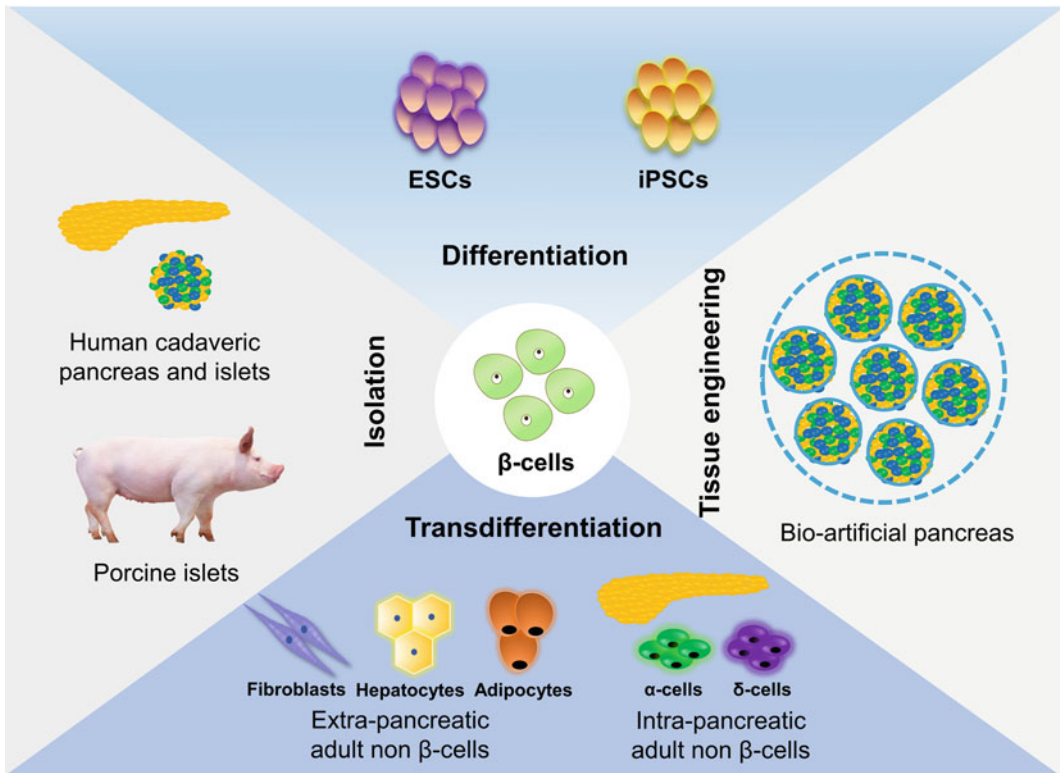 ESCs
iPSCs
Differentiation
Human cadaveric
pancreas and islets
Isolation
Porcine islets
β-cells
Tissue engineering
Bio-artificial pancreas
Transdifferentiation
Fibroblasts
Hepatocytes
Adipocytes
Extra-pancreatic
adult non β-cells
α-cells
δ-cells
Intra-pancreatic
adult non β-cells